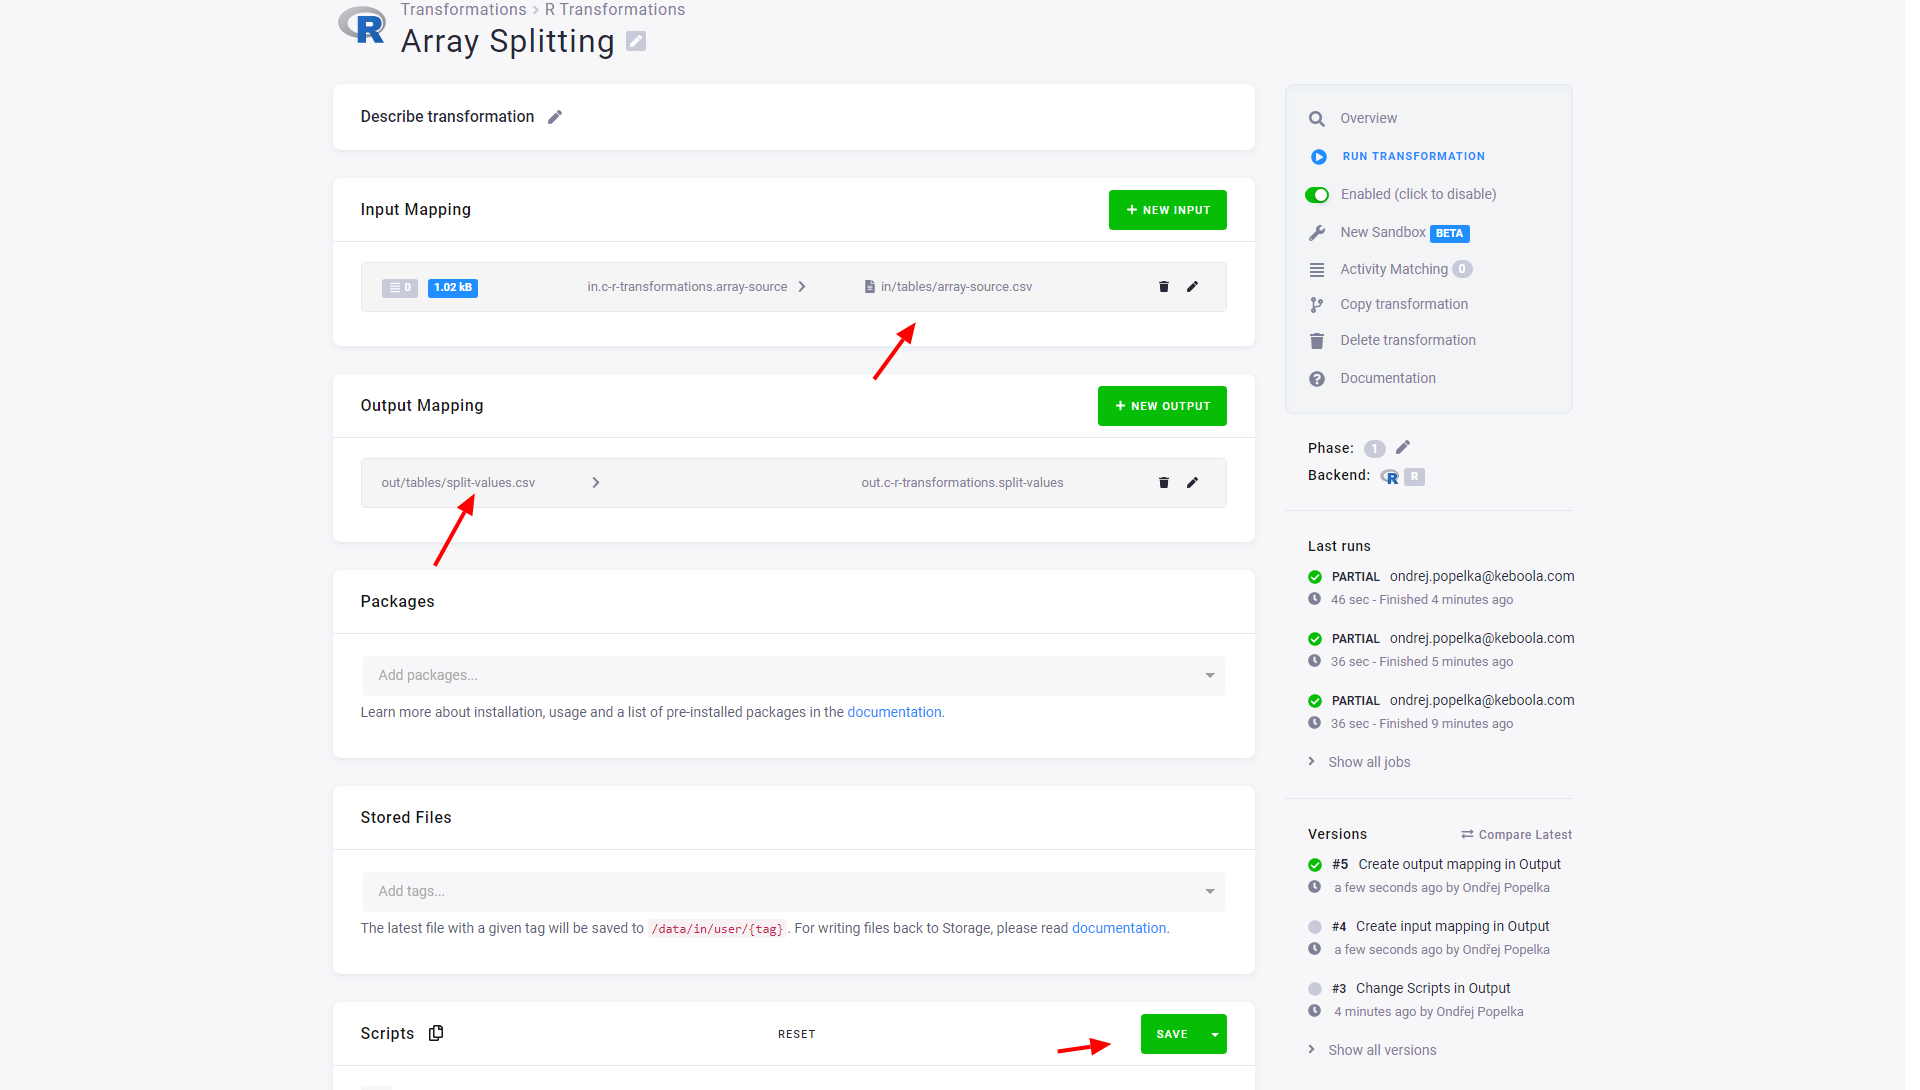 Transformations > R Transformations
Array Splitting
Describe transformation
Input Mapping
+ NEW INPUT
0 1.02 kB in.c-r-transformations.array-source > in/tables/array-source.csv
Output Mapping
+ NEW OUTPUT
out/tables/split-values.csv > out.c-r-transformations.split-values
Packages
Add packages...
Learn more about installation, usage and a list of pre-installed packages in the documentation.
Stored Files
Add tags...
The latest file with a given tag will be saved to /data/in/user/{tag}. For writing files back to Storage, please read documentation.
Scripts RESET SAVE
Overview
RUN TRANSFORMATION
Enabled (click to disable)
New Sandbox BETA
Activity Matching 0
Copy transformation
Delete transformation
Documentation
Phase: 1
Backend: R R
Last runs
PARTIAL ondrej.popelka@keboola.com
46 sec - Finished 4 minutes ago
PARTIAL ondrej.popelka@keboola.com
36 sec - Finished 5 minutes ago
PARTIAL ondrej.popelka@keboola.com
36 sec - Finished 9 minutes ago
> Show all jobs
Versions Compare Latest
#5 Create output mapping in Output
a few seconds ago by Ondřej Popelka
#4 Create input mapping in Output
a few seconds ago by Ondřej Popelka
#3 Change Scripts in Output
4 minutes ago by Ondřej Popelka
> Show all versions